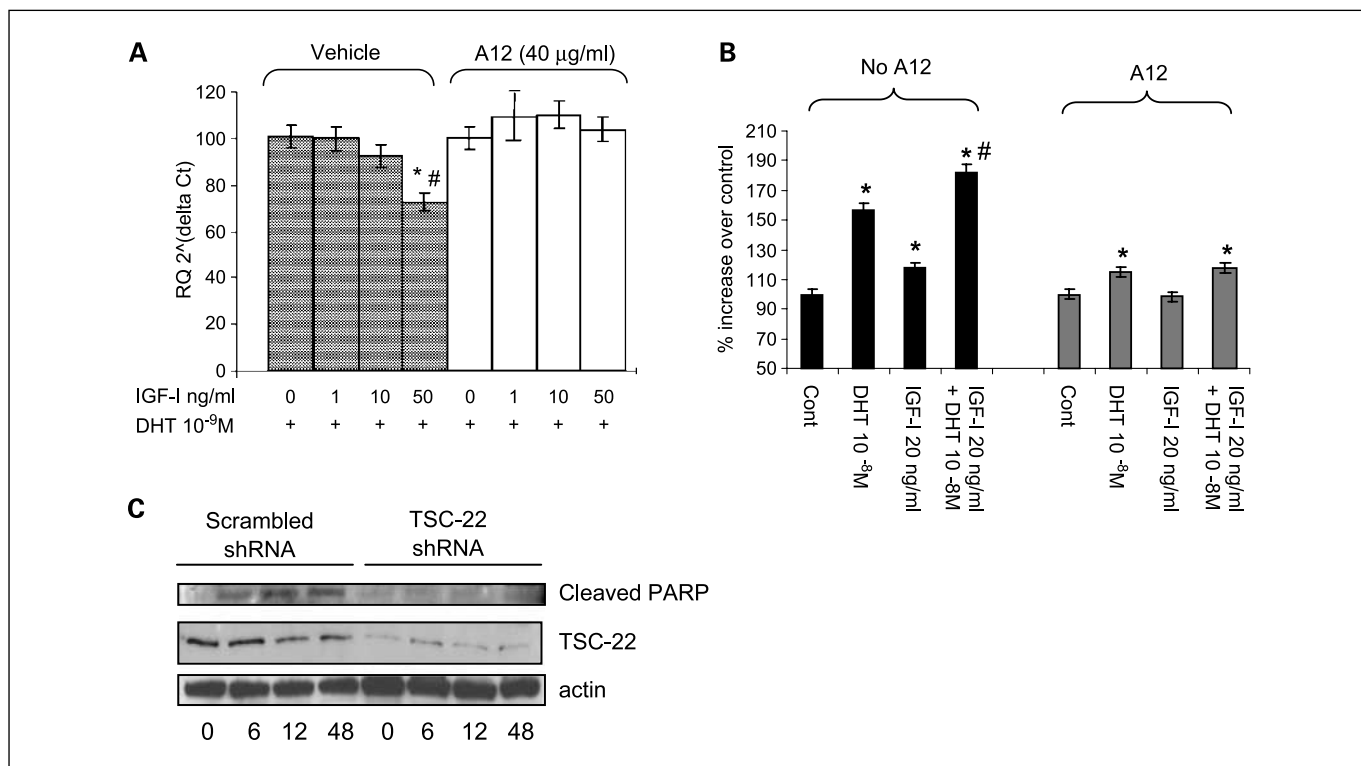 A
Vehicle
A12 (40 µg/ml)
RQ 2^(delta Ct)
120
100
80
60
40
20
0
* #
IGF-I ng/ml 0 1 10 50 0 1 10 50
DHT 10⁻⁹M + + + + + + + +
B
No A12
A12
% increase over control
210
190
170
150
130
110
90
70
50
*
*
* #
*
*
Cont
DHT 10 ⁻⁸M
IGF-I 20 ng/ml
IGF-I 20 ng/ml
+ DHT 10 -8M
Cont
DHT 10 ⁻⁸M
IGF-I 20 ng/ml
IGF-I 20 ng/ml
+ DHT 10 -8M
C
Scrambled
shRNA
TSC-22
shRNA
Cleaved PARP
TSC-22
actin
0 6 12 48 0 6 12 48